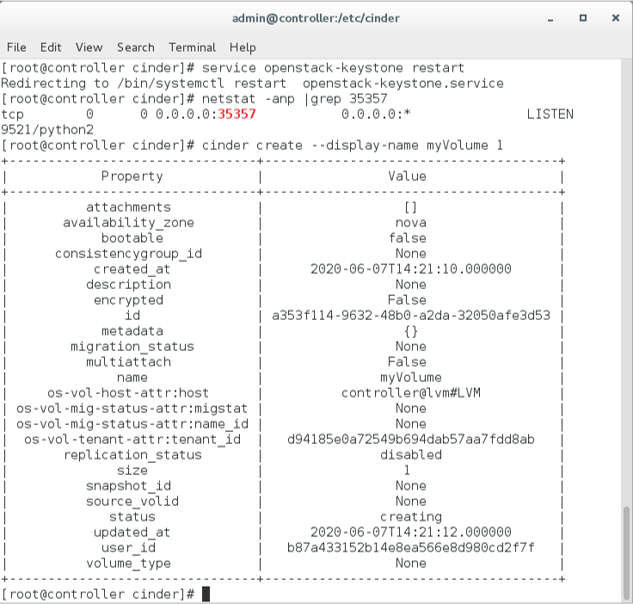 admin@controller:/etc/cinder
File Edit View Search Terminal Help
[root@controller cinder]# service openstack-keystone restart
Redirecting to /bin/systemctl restart  openstack-keystone.service
[root@controller cinder]# netstat -anp |grep 35357
tcp        0      0 0.0.0.0:35357           0.0.0.0:*               LISTEN
9521/python2
[root@controller cinder]# cinder create --display-name myVolume 1
+--------------------------------+--------------------------------------+
|            Property            |                Value                 |
+--------------------------------+--------------------------------------+
|          attachments           |                  []                  |
|       availability_zone        |                 nova                 |
|            bootable            |                false                 |
|      consistencygroup_id       |                 None                 |
|           created_at           |      2020-06-07T14:21:10.000000      |
|          description           |                 None                 |
|           encrypted            |                False                 |
|               id               | a353f114-9632-48b0-a2da-32050afe3d53 |
|            metadata            |                  {}                  |
|        migration_status        |                 None                 |
|          multiattach           |                False                 |
|              name              |               myVolume               |
|     os-vol-host-attr:host      |          controller@lvm#LVM          |
| os-vol-mig-status-attr:migstat |                 None                 |
| os-vol-mig-status-attr:name_id |                 None                 |
|  os-vol-tenant-attr:tenant_id  |   d94185e0a72549b694dab57aa7fdd8ab   |
|       replication_status       |               disabled               |
|              size              |                  1                   |
|          snapshot_id           |                 None                 |
|          source_volid          |                 None                 |
|             status             |               creating               |
|           updated_at           |      2020-06-07T14:21:12.000000      |
|            user_id             |   b87a433152b14e8ea566e8d980cd2f7f   |
|          volume_type           |                 None                 |
+--------------------------------+--------------------------------------+
[root@controller cinder]#